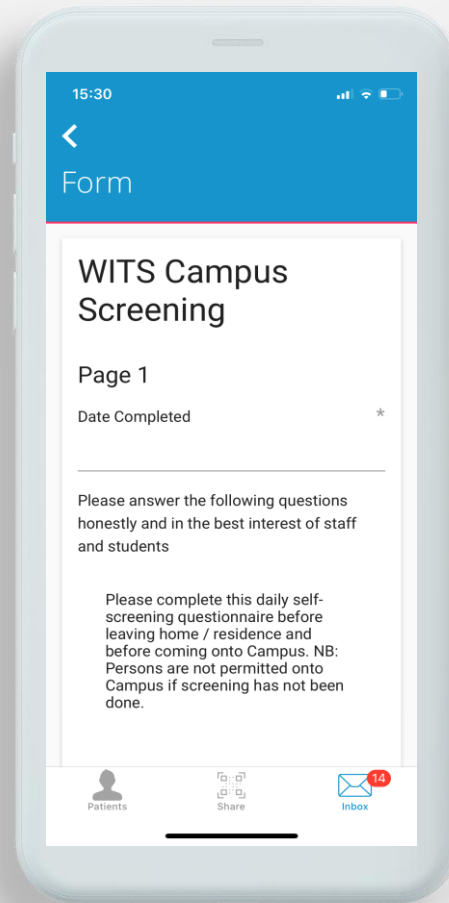 15:30
Form
WITS Campus
Screening
Page 1
Date Completed *
Please answer the following questions
honestly and in the best interest of staff
and students
Please complete this daily self-
screening questionnaire before
leaving home / residence and
before coming onto Campus. NB:
Persons are not permitted onto
Campus if screening has not been
done.
14
Patients Share Inbox